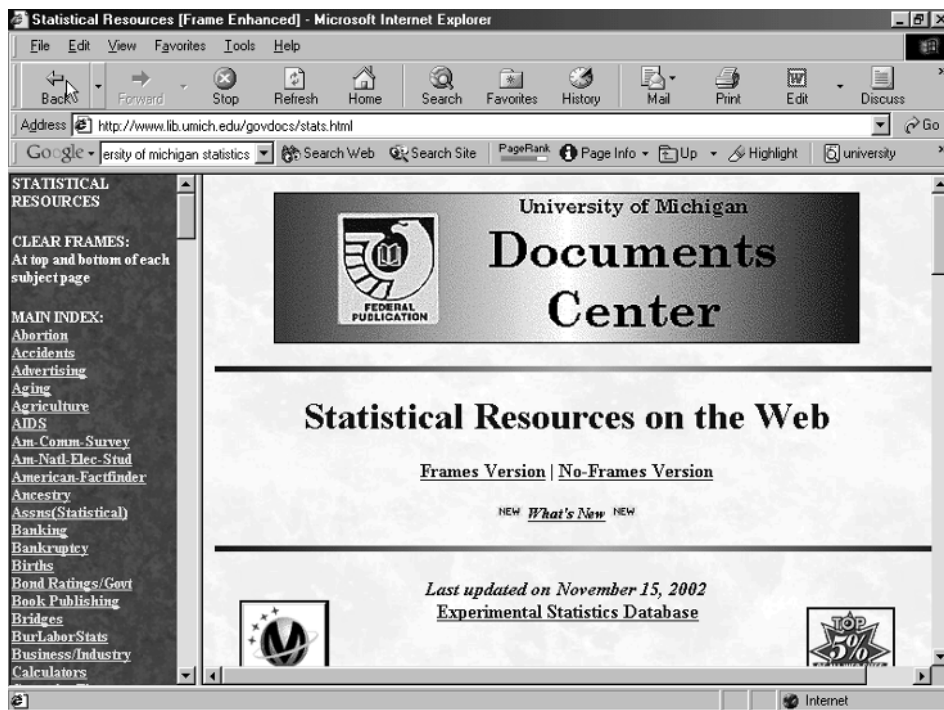 Statistical Resources [Frame Enhanced] - Microsoft Internet Explorer
File Edit View Favorites Tools Help
Back Forward Stop Refresh Home Search Favorites History Mail Print Edit Discuss
Address http://www.lib.umich.edu/govdocs/stats.html Go
Google ersity of michigan statistics Search Web Search Site PageRank Page Info Up Highlight university
STATISTICAL
RESOURCES
CLEAR FRAMES:
At top and bottom of each
subject page
MAIN INDEX:
Abortion
Accidents
Advertising
Aging
Agriculture
AIDS
Am-Comm-Survey
Am-Natl-Elec-Stud
American-Factfinder
Ancestry
Assns(Statistical)
Banking
Bankruptcy
Births
Bond Ratings/Govt
Book Publishing
Bridges
BurLaborStats
Business/Industry
Calculators
FEDERAL
PUBLICATION
University of Michigan
Documents
Center
Statistical Resources on the Web
Frames Version | No-Frames Version
NEW What's New NEW
Last updated on November 15, 2002
Experimental Statistics Database
TOP
5%
Internet